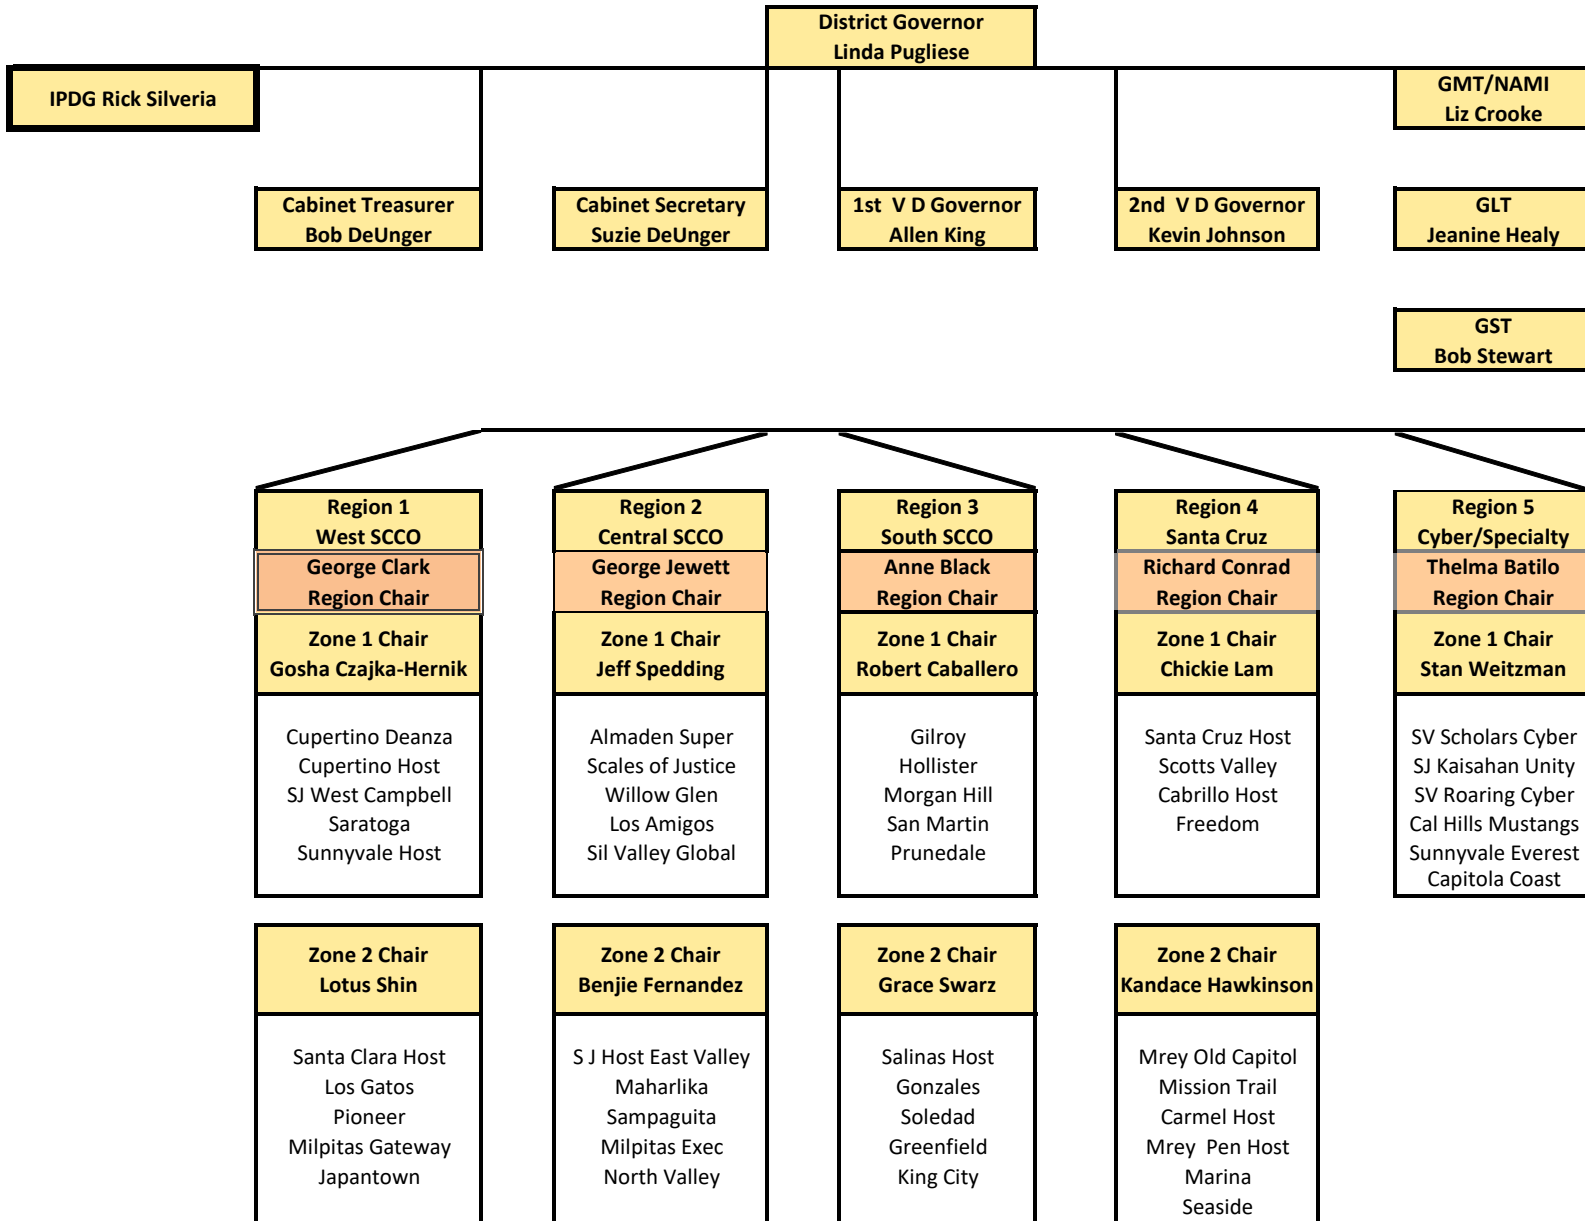 District Governor
Linda Pugliese
IPDG Rick Silveria
GMT/NAMI
Liz Crooke
Cabinet Treasurer
Bob DeUnger
Cabinet Secretary
Suzie DeUnger
1st  V D Governor
Allen King
2nd  V D Governor
Kevin Johnson
GLT
Jeanine Healy
GST
Bob Stewart
Region 1
West SCCO
George Clark
Region Chair
Zone 1 Chair
Gosha Czajka-Hernik
Cupertino Deanza
Cupertino Host
SJ West Campbell
Saratoga
Sunnyvale Host
Zone 2 Chair
Lotus Shin
Santa Clara Host
Los Gatos
Pioneer
Milpitas Gateway
Japantown
Region 2
Central SCCO
George Jewett
Region Chair
Zone 1 Chair
Jeff Spedding
Almaden Super
Scales of Justice
Willow Glen
Los Amigos
Sil Valley Global
Zone 2 Chair
Benjie Fernandez
S J Host East Valley
Maharlika
Sampaguita
Milpitas Exec
North Valley
Region 3
South SCCO
Anne Black
Region Chair
Zone 1 Chair
Robert Caballero
Gilroy
Hollister
Morgan Hill
San Martin
Prunedale
Zone 2 Chair
Grace Swarz
Salinas Host
Gonzales
Soledad
Greenfield
King City
Region 4
Santa Cruz
Richard Conrad
Region Chair
Zone 1 Chair
Chickie Lam
Santa Cruz Host
Scotts Valley
Cabrillo Host
Freedom
Zone 2 Chair
Kandace Hawkinson
Mrey Old Capitol
Mission Trail
Carmel Host
Mrey  Pen Host
Marina
Seaside
Region 5
Cyber/Specialty
Thelma Batilo
Region Chair
Zone 1 Chair
Stan Weitzman
SV Scholars Cyber
SJ Kaisahan Unity
SV Roaring Cyber
Cal Hills Mustangs
Sunnyvale Everest
Capitola Coast